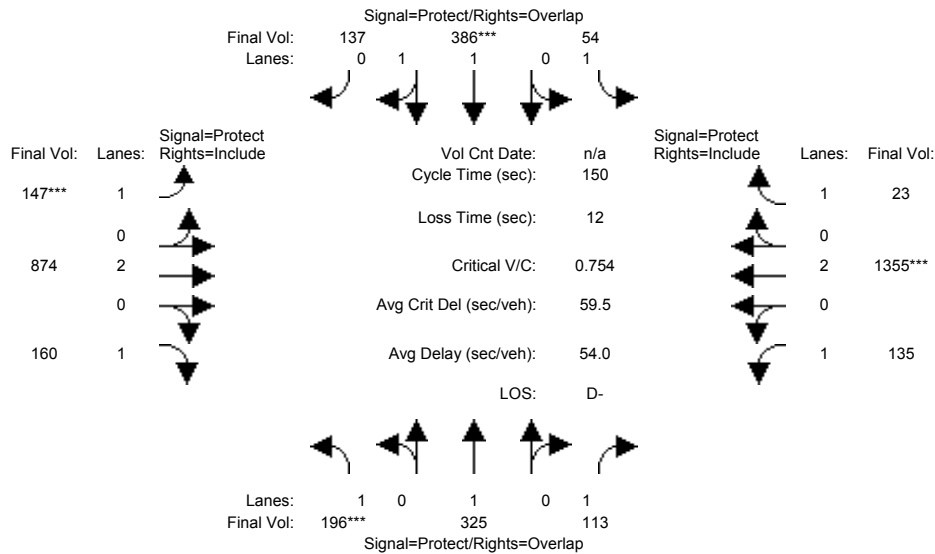 Signal=Protect/Rights=Overlap
Final Vol: 137 386*** 54
Lanes: 0 1 1 0 1
Signal=Protect
Final Vol: Lanes: Rights=Include
Vol Cnt Date: n/a
Signal=Protect
Rights=Include Lanes: Final Vol:
Cycle Time (sec): 150
147*** 1
1 23
Loss Time (sec): 12
0
0
874 2
Critical V/C: 0.754
2 1355***
0
Avg Crit Del (sec/veh): 59.5
0
160 1
Avg Delay (sec/veh): 54.0
1 135
LOS: D-
Lanes: 1 0 1 0 1
Final Vol: 196*** 325 113
Signal=Protect/Rights=Overlap